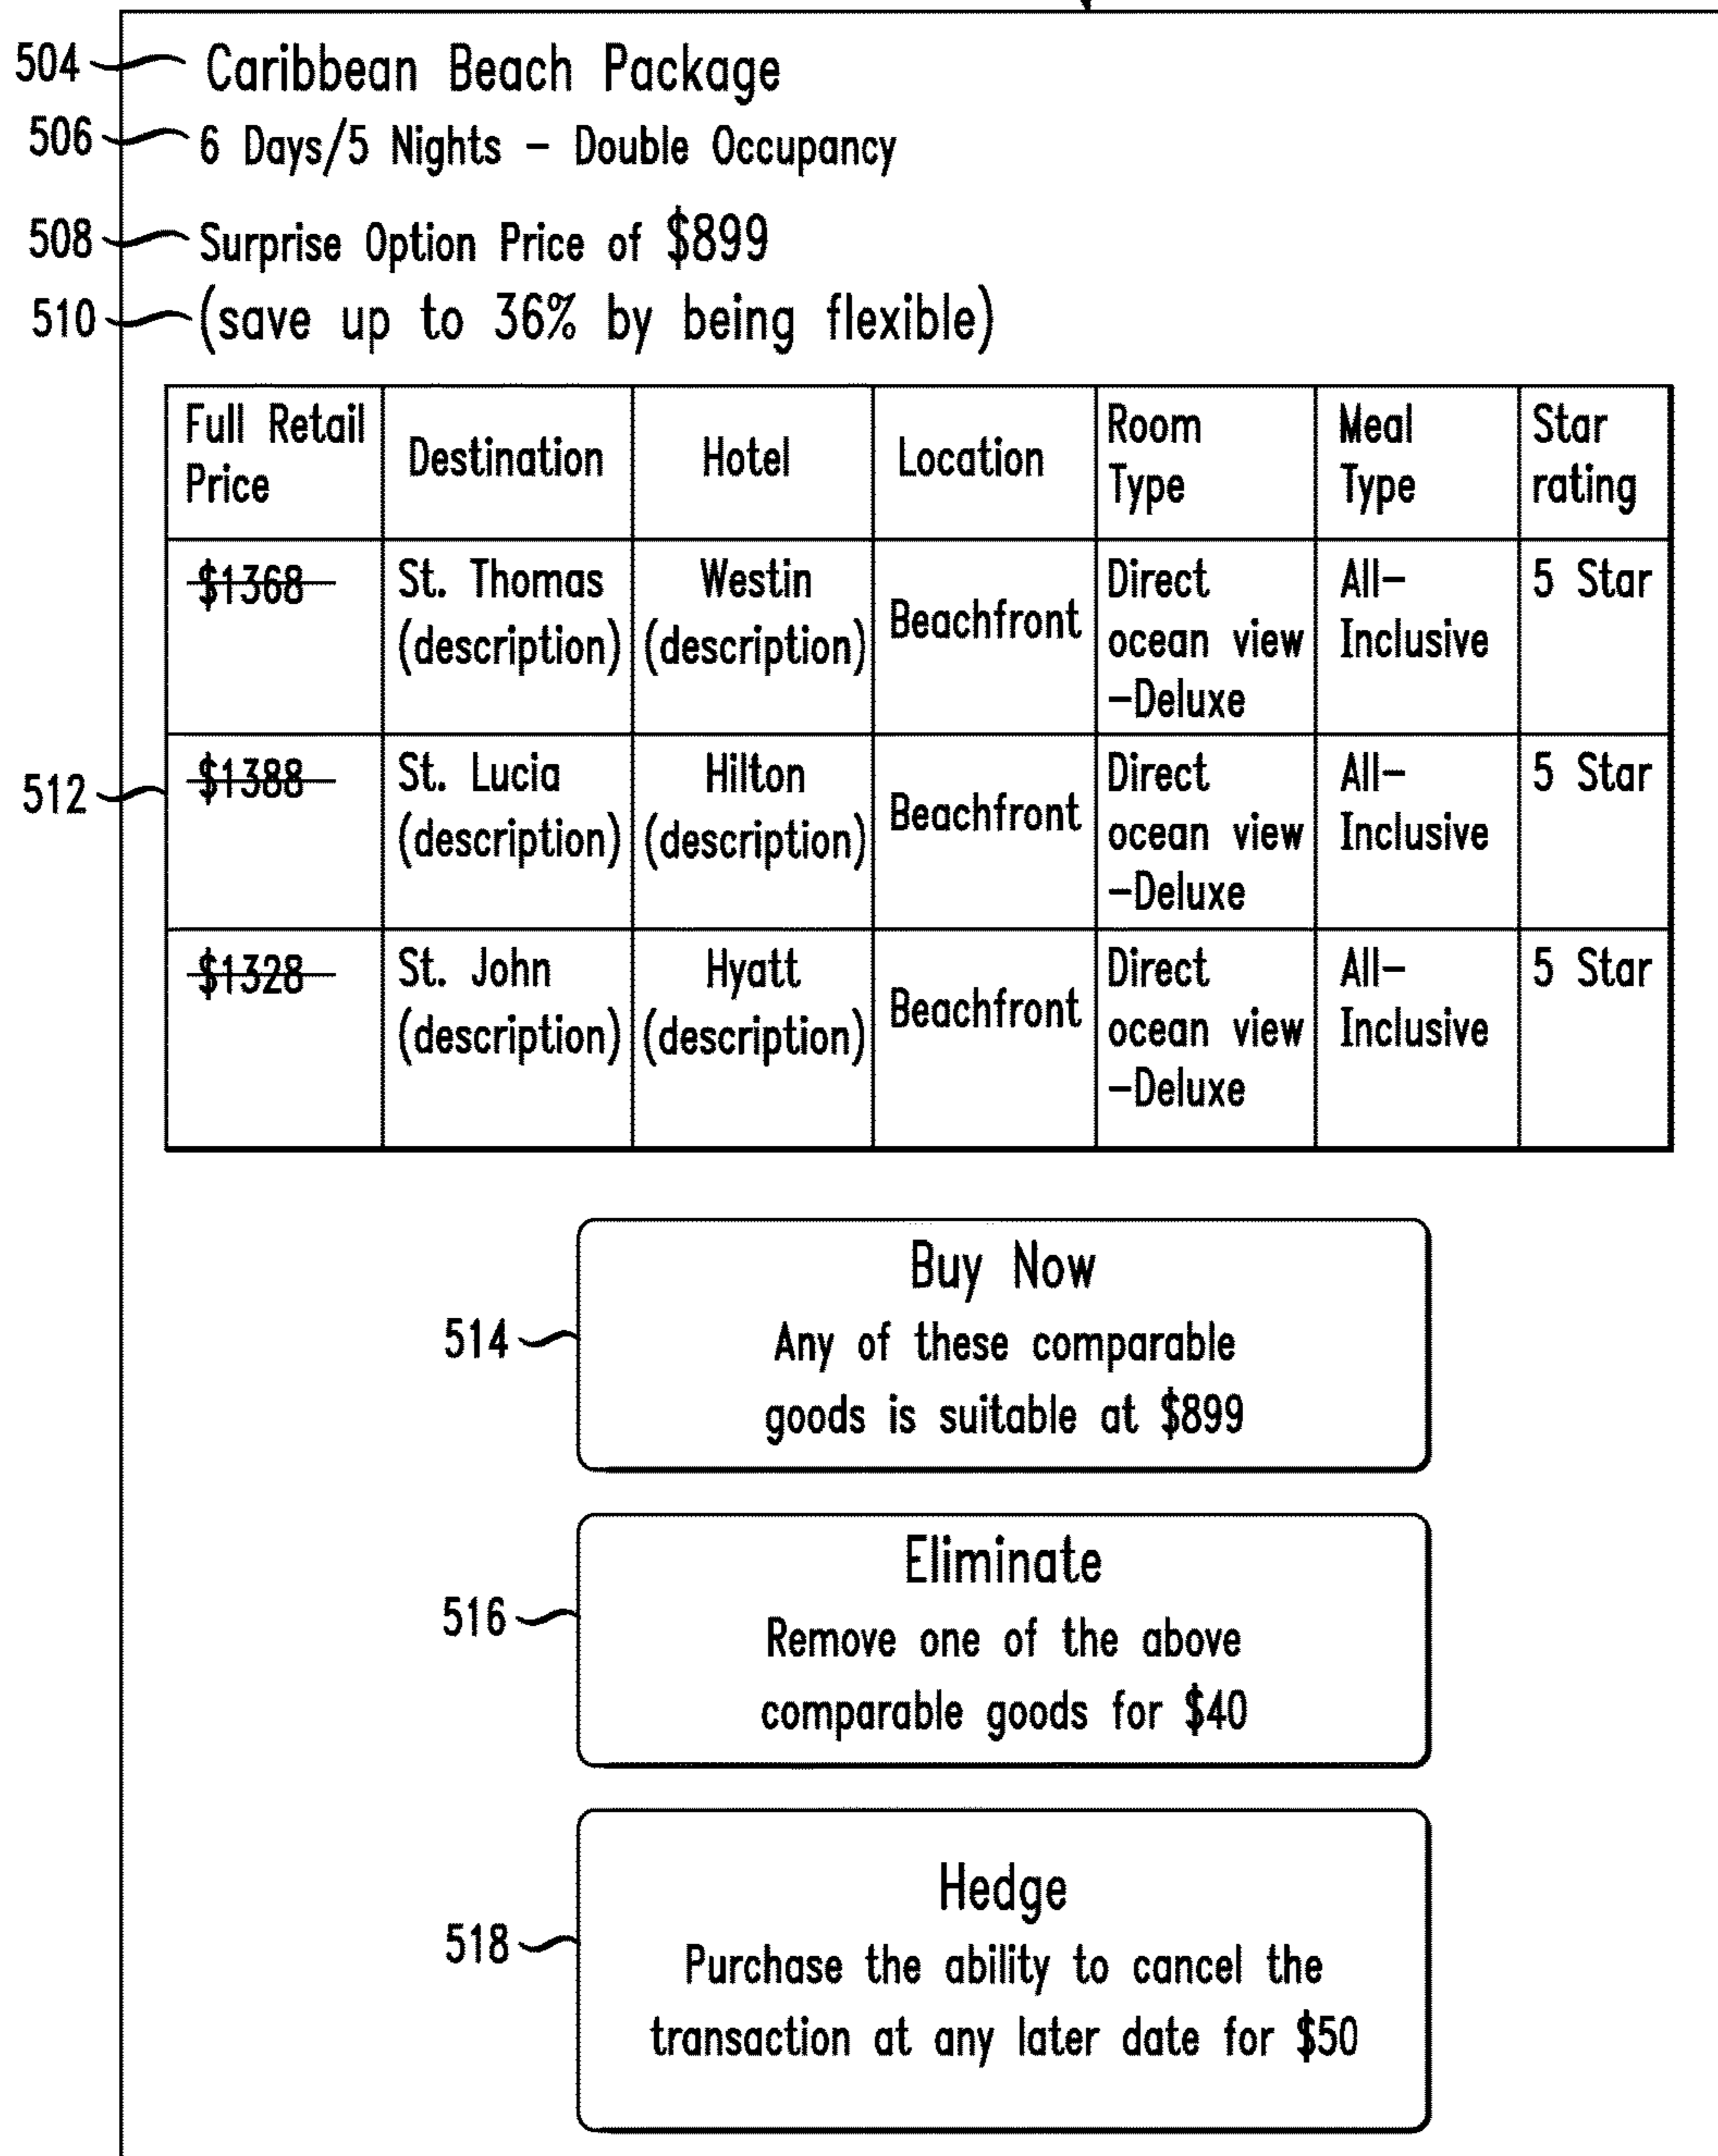 504 Caribbean Beach Package
506 6 Days/5 Nights – Double Occupancy
508 Surprise Option Price of $899
510 (save up to 36% by being flexible)
Full Retail Price Destination Hotel Location Room Type Meal Type Star rating
$1368 St. Thomas (description) Westin (description) Beachfront Direct ocean view –Deluxe All– Inclusive 5 Star
512 $1388 St. Lucia (description) Hilton (description) Beachfront Direct ocean view –Deluxe All– Inclusive 5 Star
$1328 St. John (description) Hyatt (description) Beachfront Direct ocean view –Deluxe All– Inclusive 5 Star
Buy Now
514 Any of these comparable
goods is suitable at $899
Eliminate
516 Remove one of the above
comparable goods for $40
Hedge
518 Purchase the ability to cancel the
transaction at any later date for $50